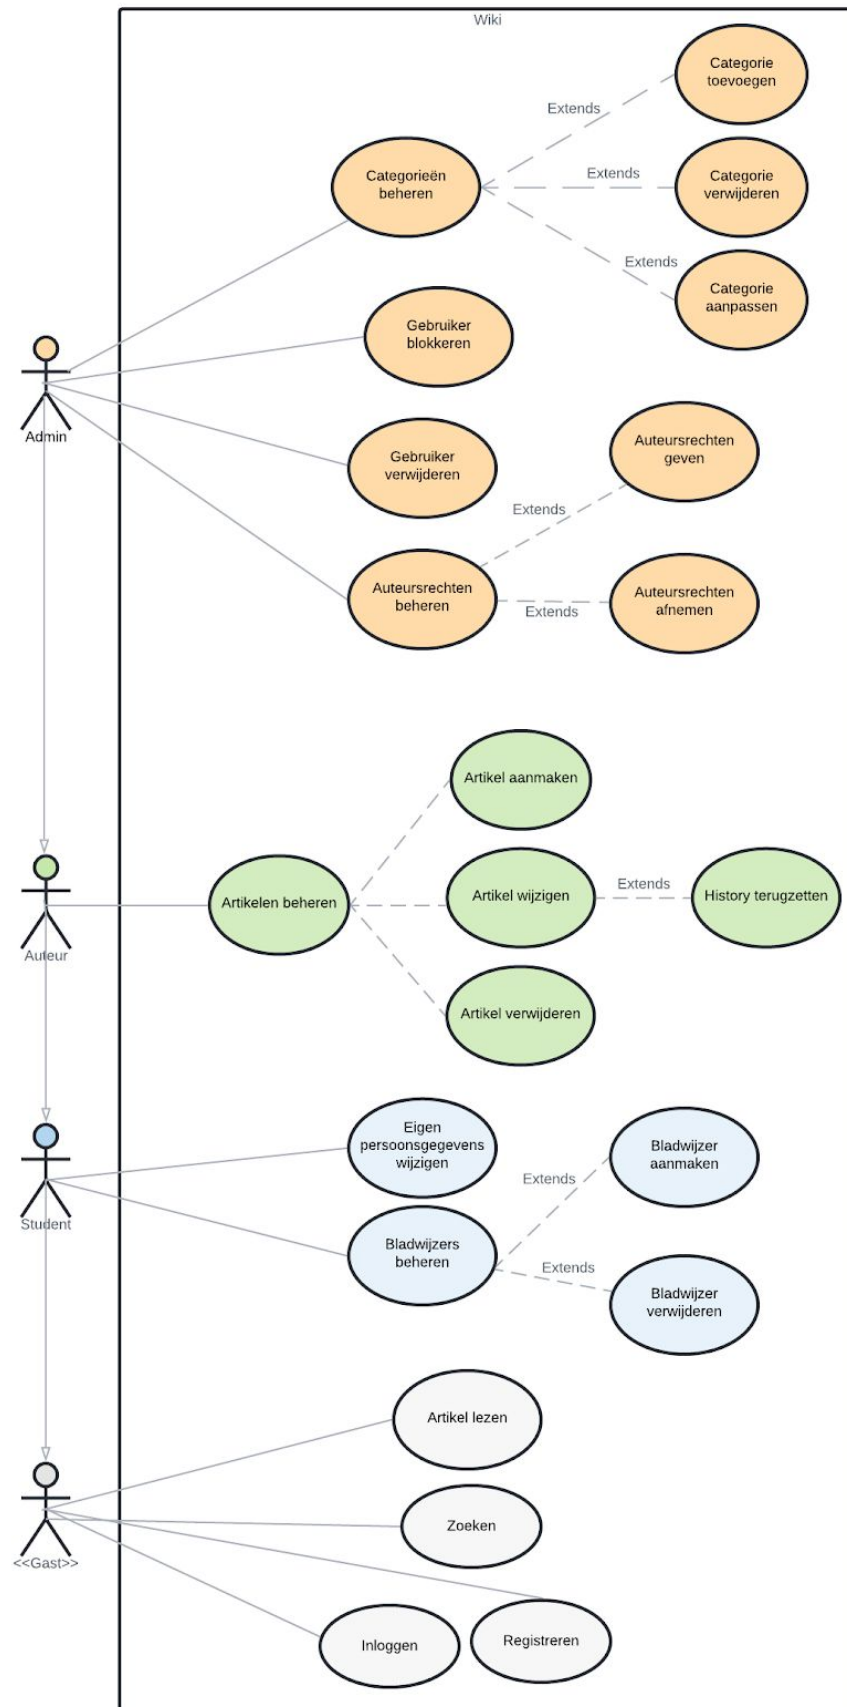 Wiki
Categorie
toevoegen
Extends
Categorieën
beheren
Extends
Categorie
verwijderen
Extends
Categorie
aanpassen
Gebruiker
blokkeren
Admin
Gebruiker
verwijderen
Auteursrechten
geven
Extends
Auteursrechten
beheren
Extends
Auteursrechten
afnemen
Artikel aanmaken
Auteur
Artikelen beheren
Artikel wijzigen
Extends
History terugzetten
Artikel verwijderen
Student
Eigen
persoonsgegevens
wijzigen
Bladwijzers
beheren
Extends
Bladwijzer
aanmaken
Extends
Bladwijzer
verwijderen
Artikel lezen
Zoeken
<<Gast>>
Inloggen
Registreren